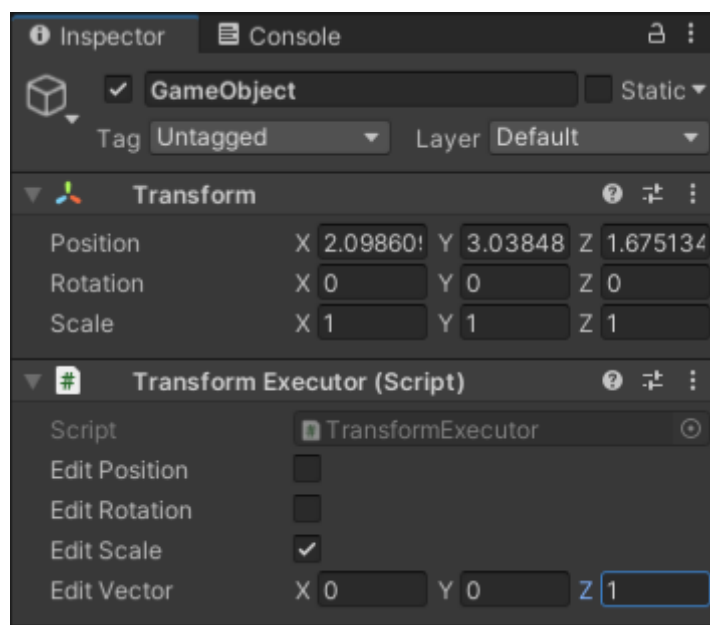 Inspector Console
GameObject Static
Tag Untagged Layer Default
Transform
Position X 2.098609 Y 3.03848 Z 1.675134
Rotation X 0 Y 0 Z 0
Scale X 1 Y 1 Z 1
# Transform Executor (Script)
Script TransformExecutor
Edit Position
Edit Rotation
Edit Scale
Edit Vector X 0 Y 0 Z 1